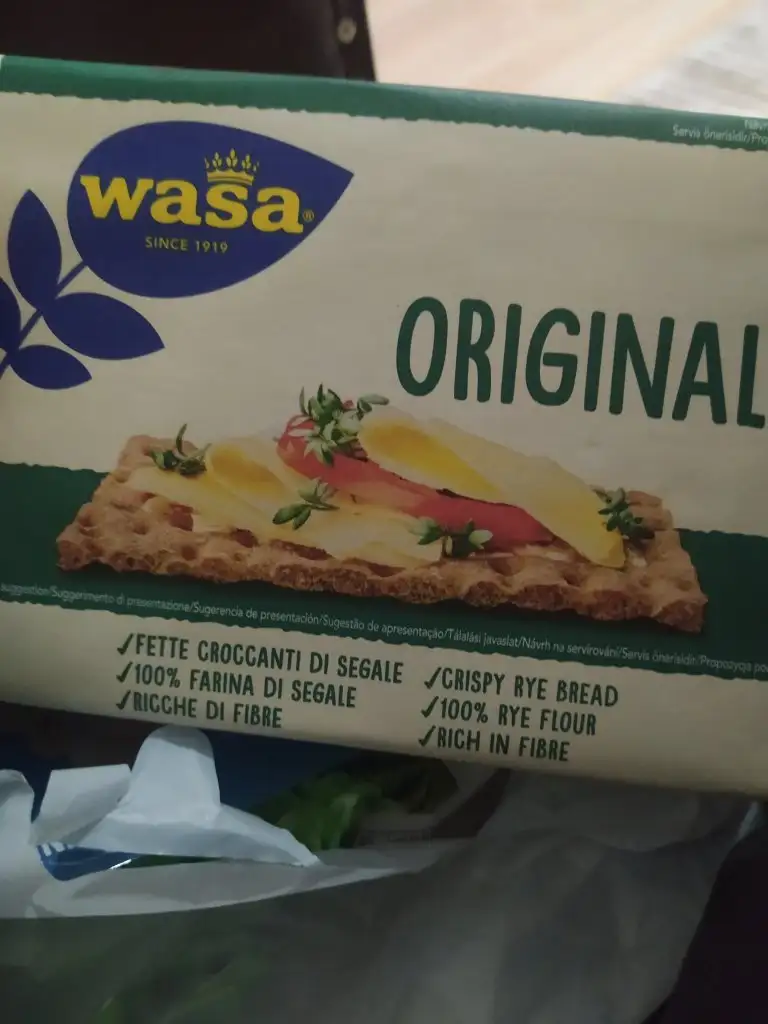 Servis önerisidir/Pro
wasa®
SINCE 1919
ORIGINAL
suggestion/Suggerimento di presentazione/Sugerencia de presentación/Sugestão de apresentação/Tálalási javaslat/Návrh na servírování/Servis önerisidir/Propozycja po
✓FETTE CROCCANTI DI SEGALE
✓100% FARINA DI SEGALE
✓RICCHE DI FIBRE
✓CRISPY RYE BREAD
✓100% RYE FLOUR
✓RICH IN FIBRE